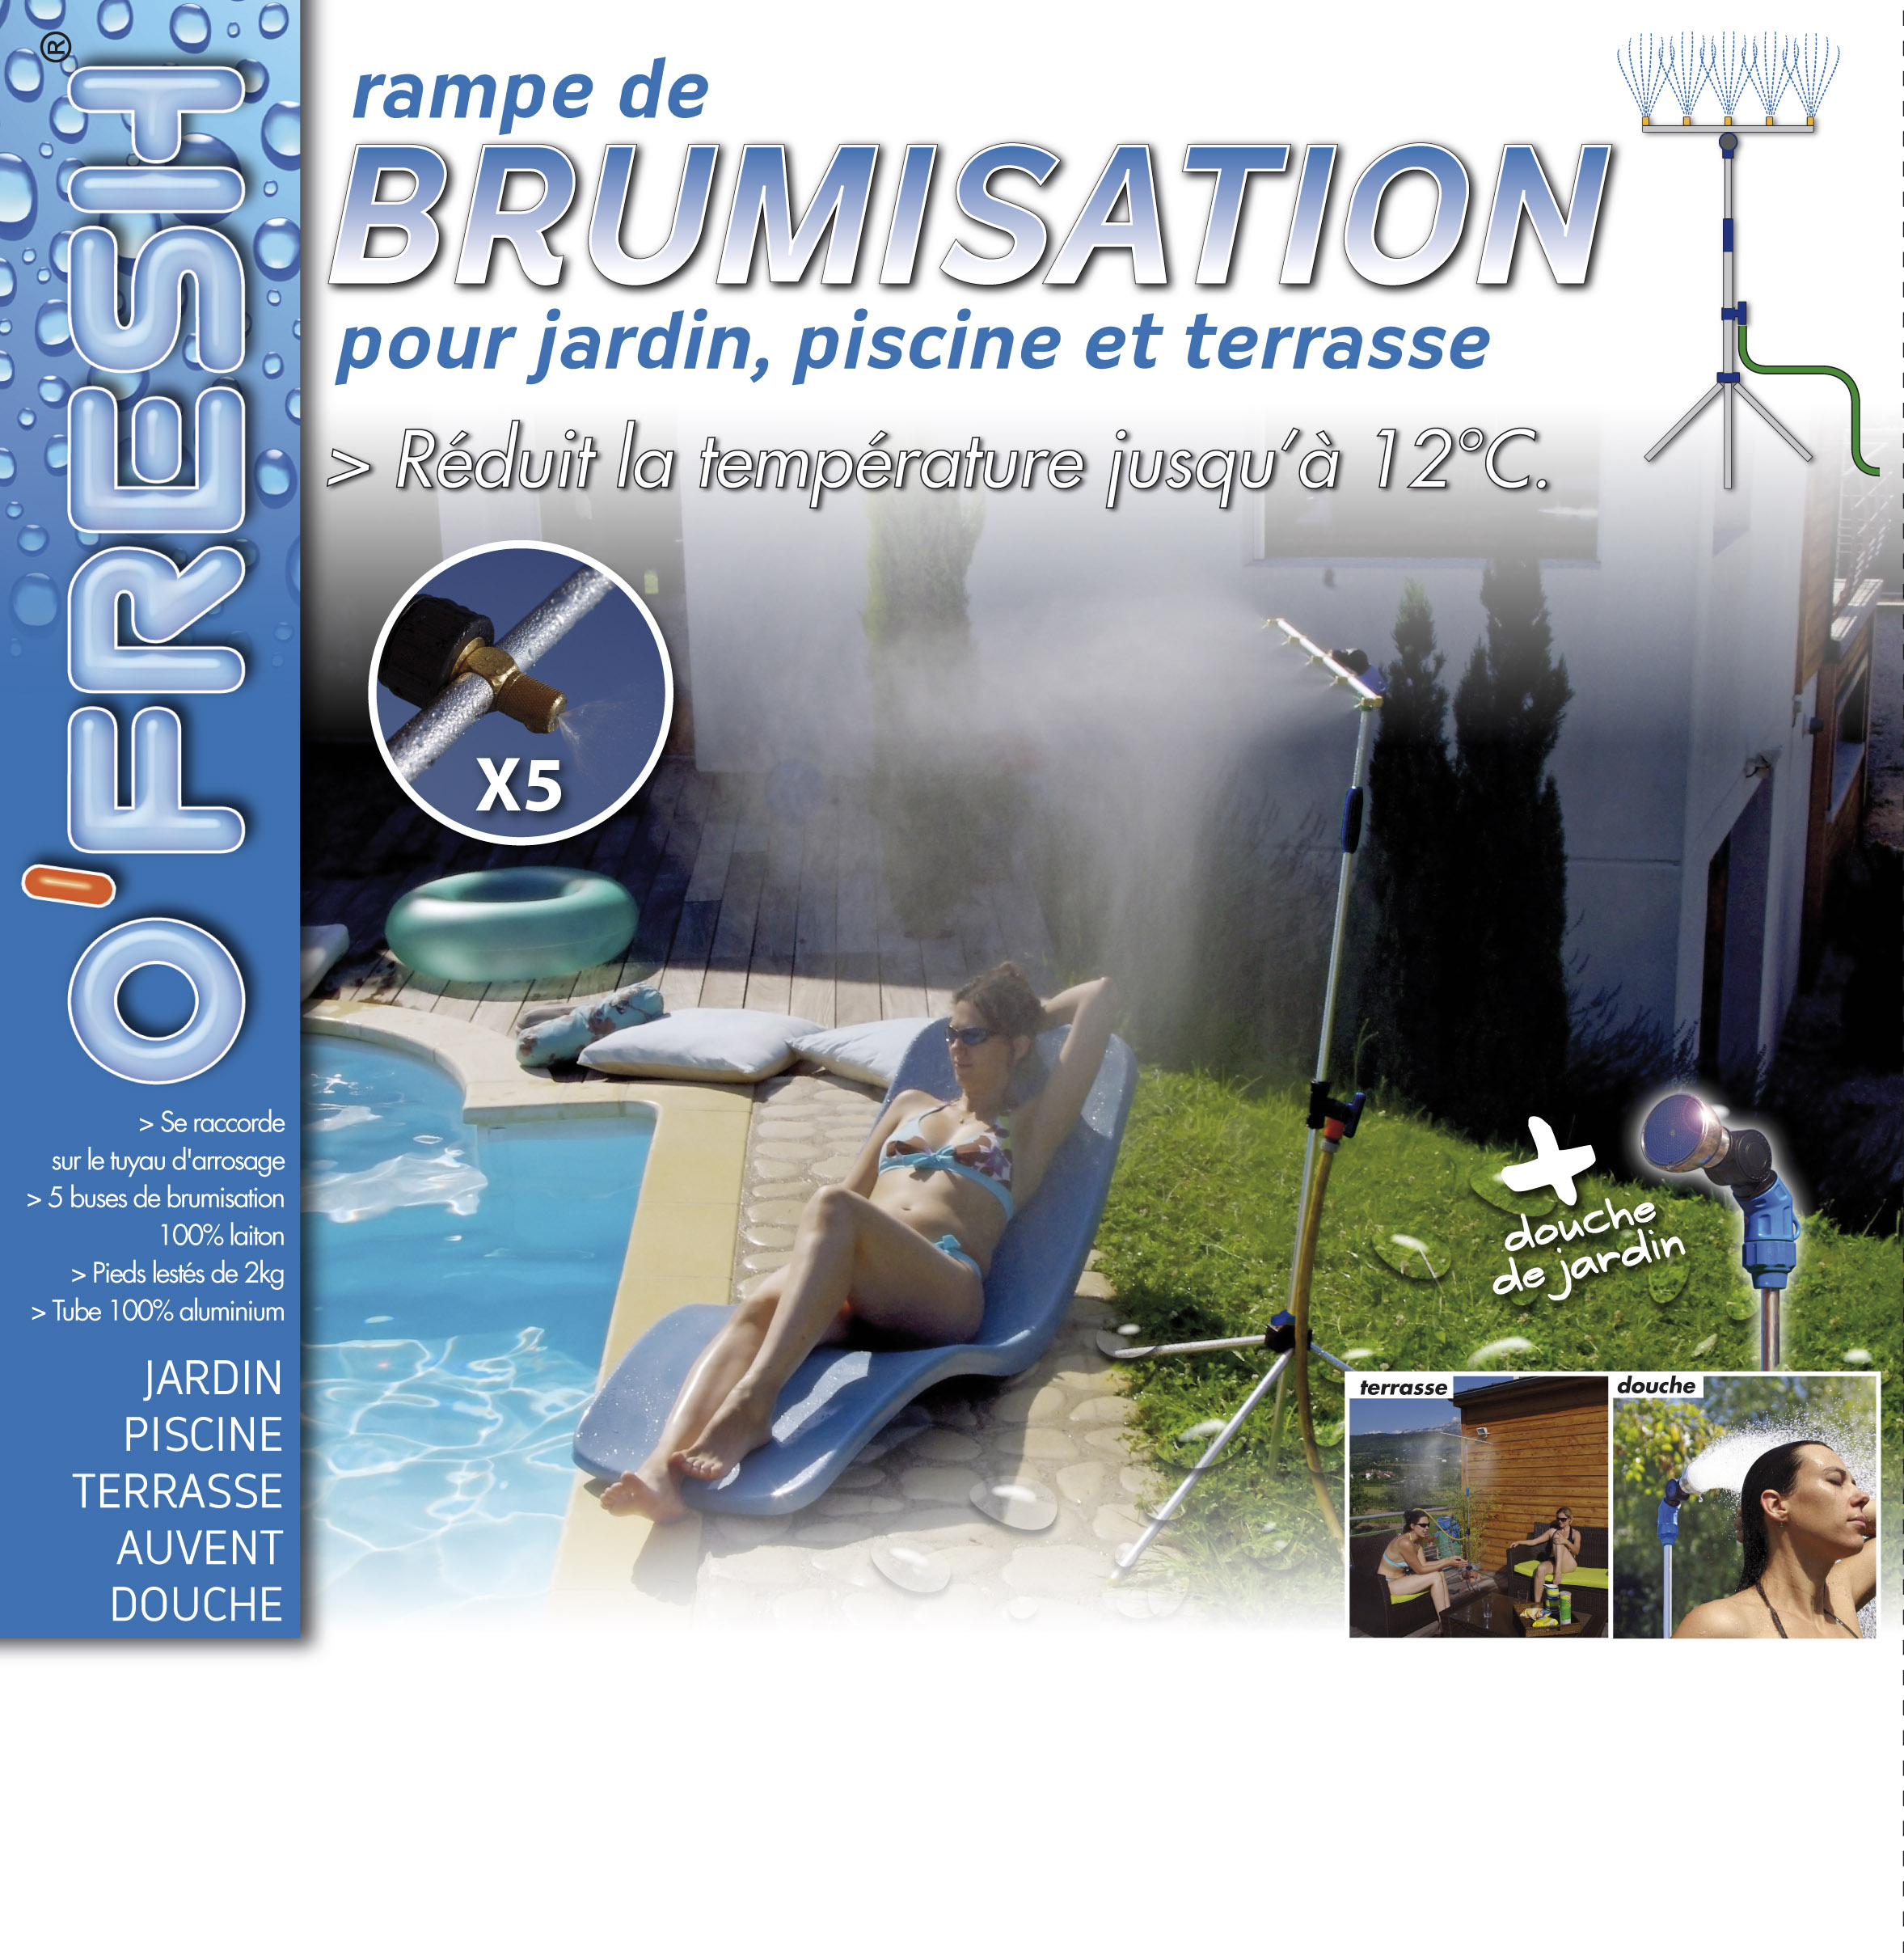 O'FRESH®
rampe de
BRUMISATION
pour jardin, piscine et terrasse
> Réduit la température jusqu'à 12°C.
X5
> Se raccorde
sur le tuyau d'arrosage
> 5 buses de brumisation
100% laiton
> Pieds lestés de 2kg
> Tube 100% aluminium
JARDIN
PISCINE
TERRASSE
AUVENT
DOUCHE
+
douche
de jardin
terrasse
douche